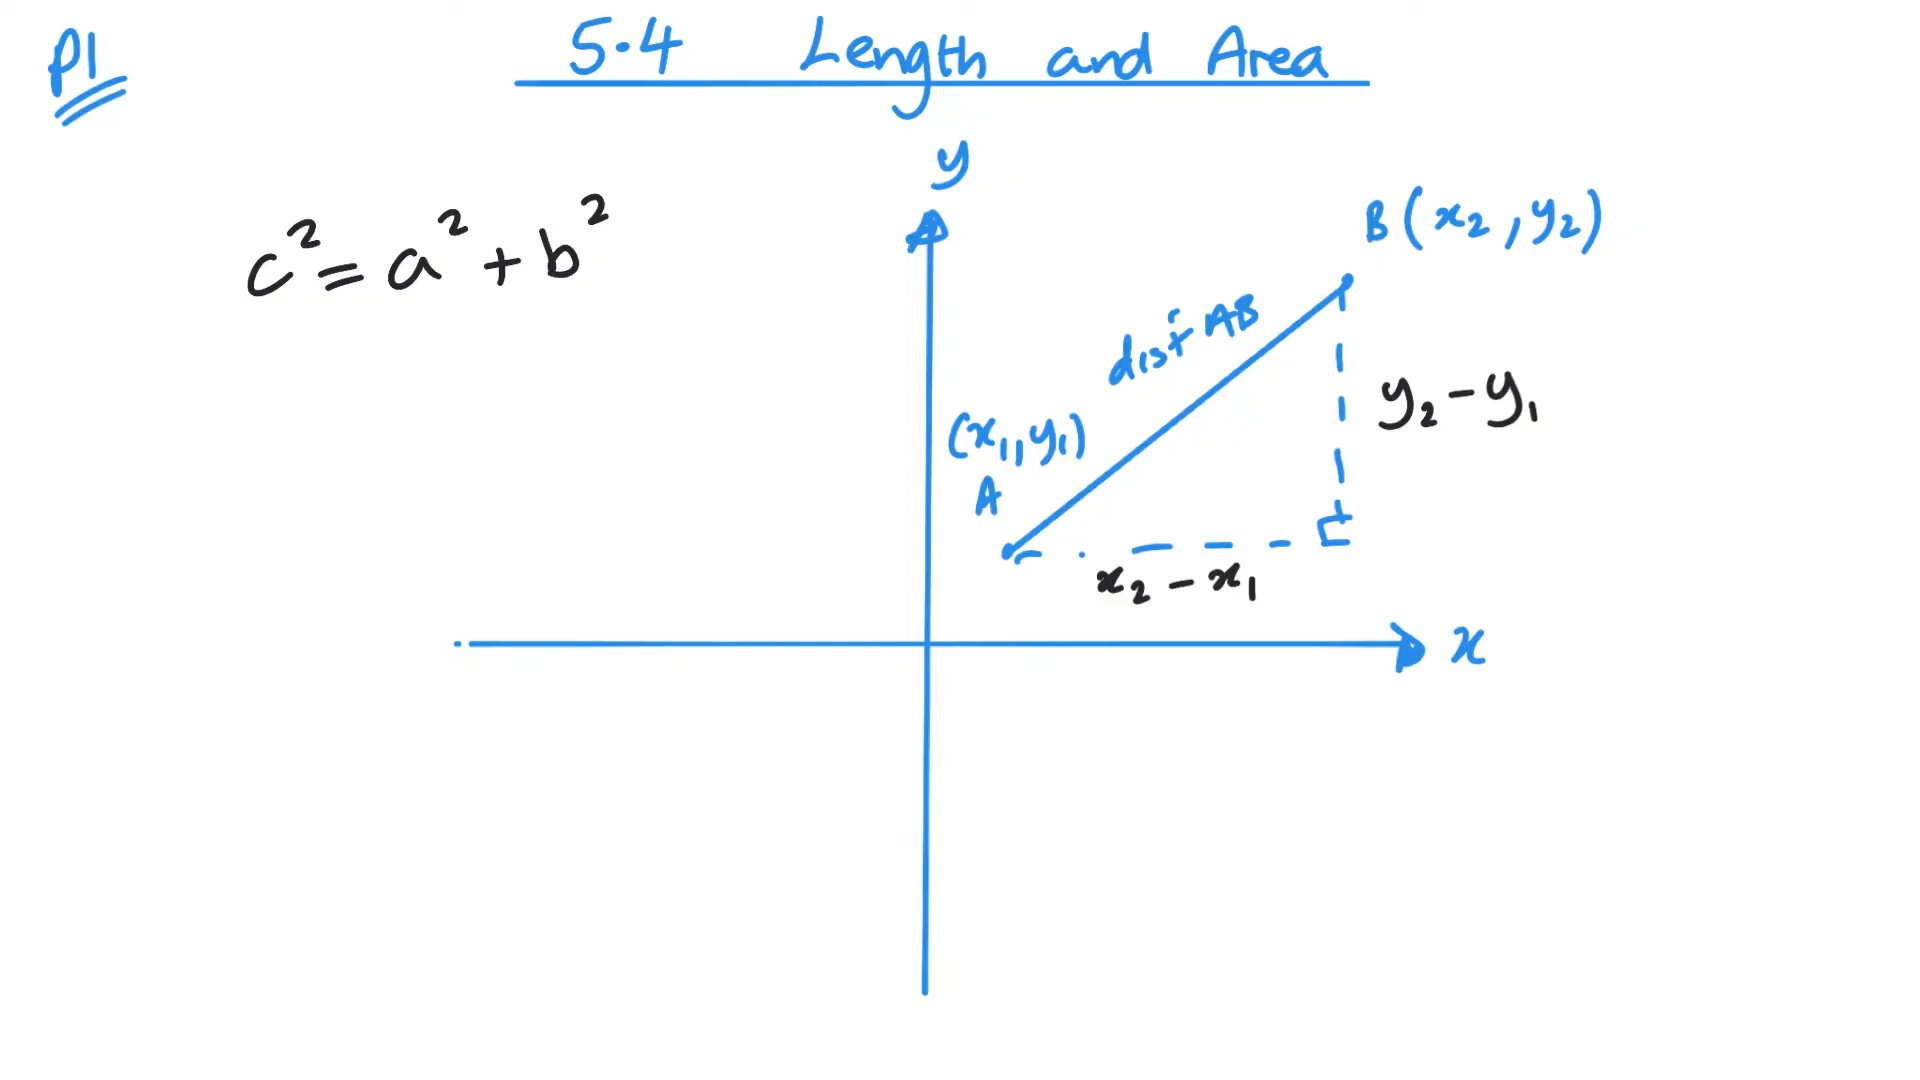 P1
5.4 Length and Area
y
c² = a² + b²
B (x₂, y₂)
dist AB
(x₁, y₁)
A
y₂ - y₁
x₂ - x₁
x